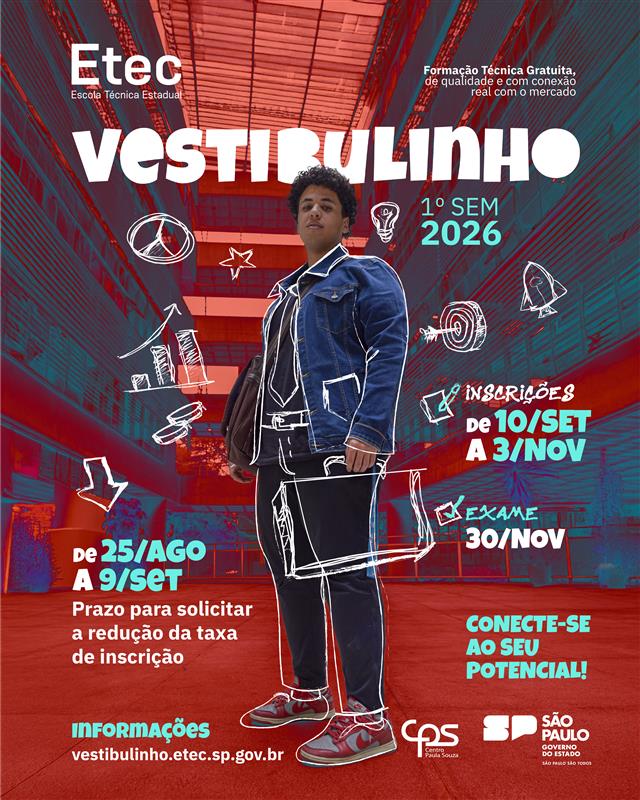 Etec
Escola Técnica Estadual
Formação Técnica Gratuita,
de qualidade e com conexão
real com o mercado
VESTIBULINHO
1º SEM
2026
INSCRIÇÕES
DE 10/SET
A 3/NOV
EXAME
30/NOV
DE 25/AGO
A 9/SET
Prazo para solicitar
a redução da taxa
de inscrição
CONECTE-SE
AO SEU
POTENCIAL!
INFORMAÇÕES
vestibulinho.etec.sp.gov.br
cps
Centro
Paula Souza
SP
SÃO
PAULO
GOVERNO
DO ESTADO
SÃO PAULO SÃO TODOS